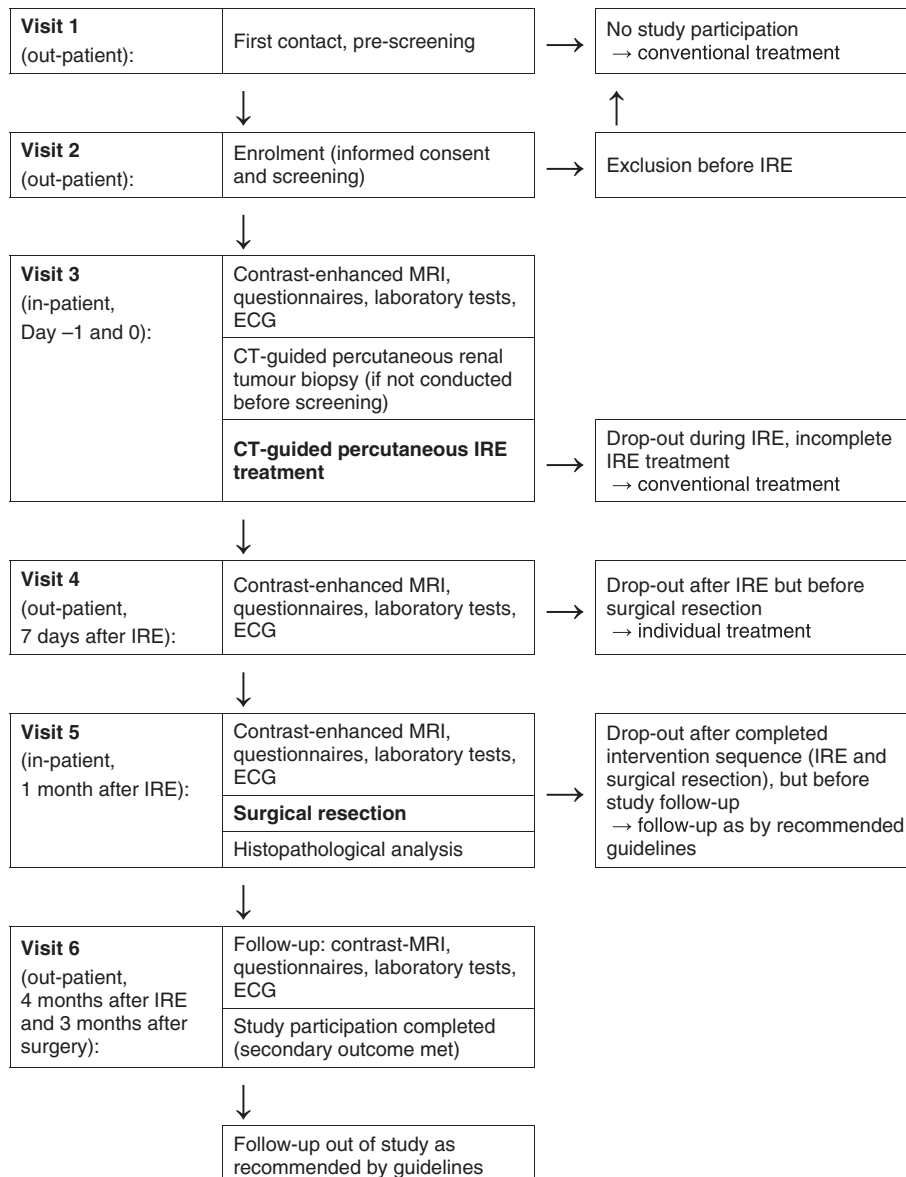 Visit 1
(out-patient):
First contact, pre-screening
→
No study participation
→ conventional treatment
↓
↑
Visit 2
(out-patient):
Enrolment (informed consent
and screening)
→
Exclusion before IRE
↓
Visit 3
(in-patient,
Day –1 and 0):
Contrast-enhanced MRI,
questionnaires, laboratory tests,
ECG
CT-guided percutaneous renal
tumour biopsy (if not conducted
before screening)
CT-guided percutaneous IRE
treatment
→
Drop-out during IRE, incomplete
IRE treatment
→ conventional treatment
↓
Visit 4
(out-patient,
7 days after IRE):
Contrast-enhanced MRI,
questionnaires, laboratory tests,
ECG
→
Drop-out after IRE but before
surgical resection
→ individual treatment
↓
Visit 5
(in-patient,
1 month after IRE):
Contrast-enhanced MRI,
questionnaires, laboratory tests,
ECG
Surgical resection
Histopathological analysis
→
Drop-out after completed
intervention sequence (IRE and
surgical resection), but before
study follow-up
→ follow-up as by recommended
guidelines
↓
Visit 6
(out-patient,
4 months after IRE
and 3 months after
surgery):
Follow-up: contrast-MRI,
questionnaires, laboratory tests,
ECG
Study participation completed
(secondary outcome met)
↓
Follow-up out of study as
recommended by guidelines